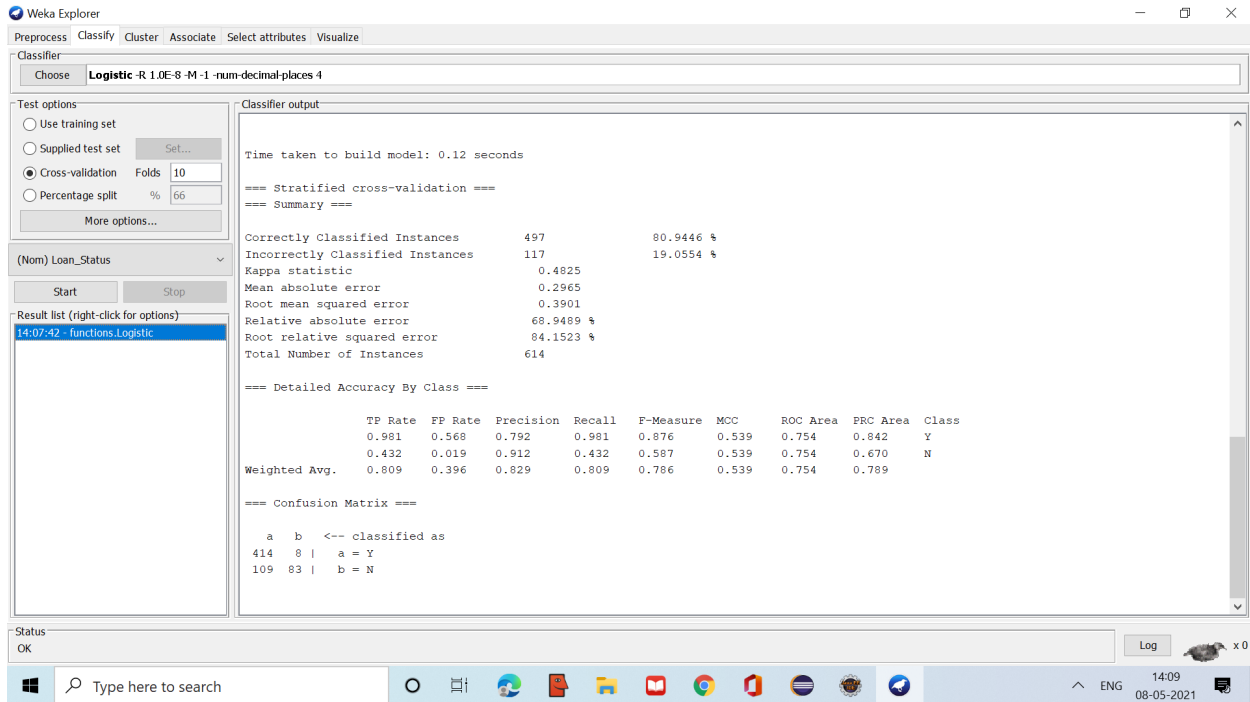 Weka Explorer
Preprocess Classify Cluster Associate Select attributes Visualize
Classifier
Choose Logistic -R 1.0E-8 -M -1 -num-decimal-places 4
Test options
Use training set
Supplied test set Set...
Cross-validation Folds 10
Percentage split % 66
More options...
(Nom) Loan_Status
Start Stop
Result list (right-click for options)
14:07:42 - functions.Logistic
Classifier output
Time taken to build model: 0.12 seconds
=== Stratified cross-validation ===
=== Summary ===
Correctly Classified Instances 497 80.9446 %
Incorrectly Classified Instances 117 19.0554 %
Kappa statistic 0.4825
Mean absolute error 0.2965
Root mean squared error 0.3901
Relative absolute error 68.9489 %
Root relative squared error 84.1523 %
Total Number of Instances 614
=== Detailed Accuracy By Class ===
TP Rate FP Rate Precision Recall F-Measure MCC ROC Area PRC Area Class
0.981 0.568 0.792 0.981 0.876 0.539 0.754 0.842 Y
0.432 0.019 0.912 0.432 0.587 0.539 0.754 0.670 N
Weighted Avg. 0.809 0.396 0.829 0.809 0.786 0.539 0.754 0.789
=== Confusion Matrix ===
a b <-- classified as
414 8 | a = Y
109 83 | b = N
Status
OK
Log x 0
Type here to search
ENG
14:09
08-05-2021